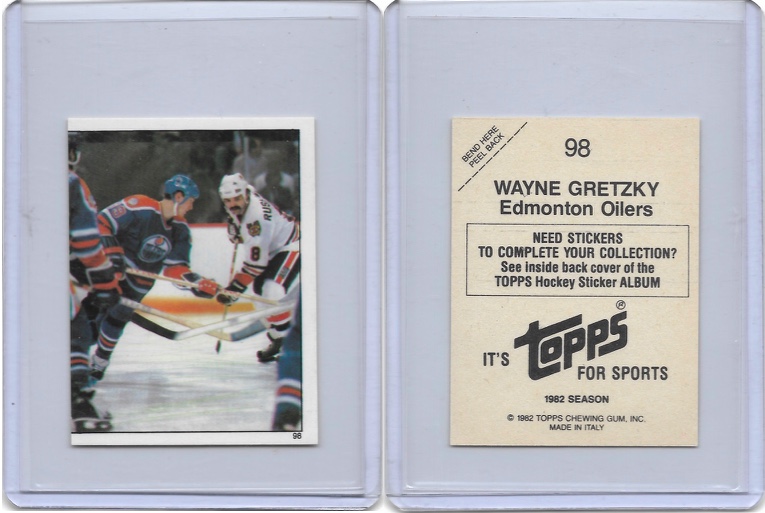 RUS
8
98
BEND HERE
PEEL BACK
98
WAYNE GRETZKY
Edmonton Oilers
NEED STICKERS
TO COMPLETE YOUR COLLECTION?
See inside back cover of the
TOPPS Hockey Sticker ALBUM
IT'S topps®
FOR SPORTS
1982 SEASON
© 1982 TOPPS CHEWING GUM, INC.
MADE IN ITALY